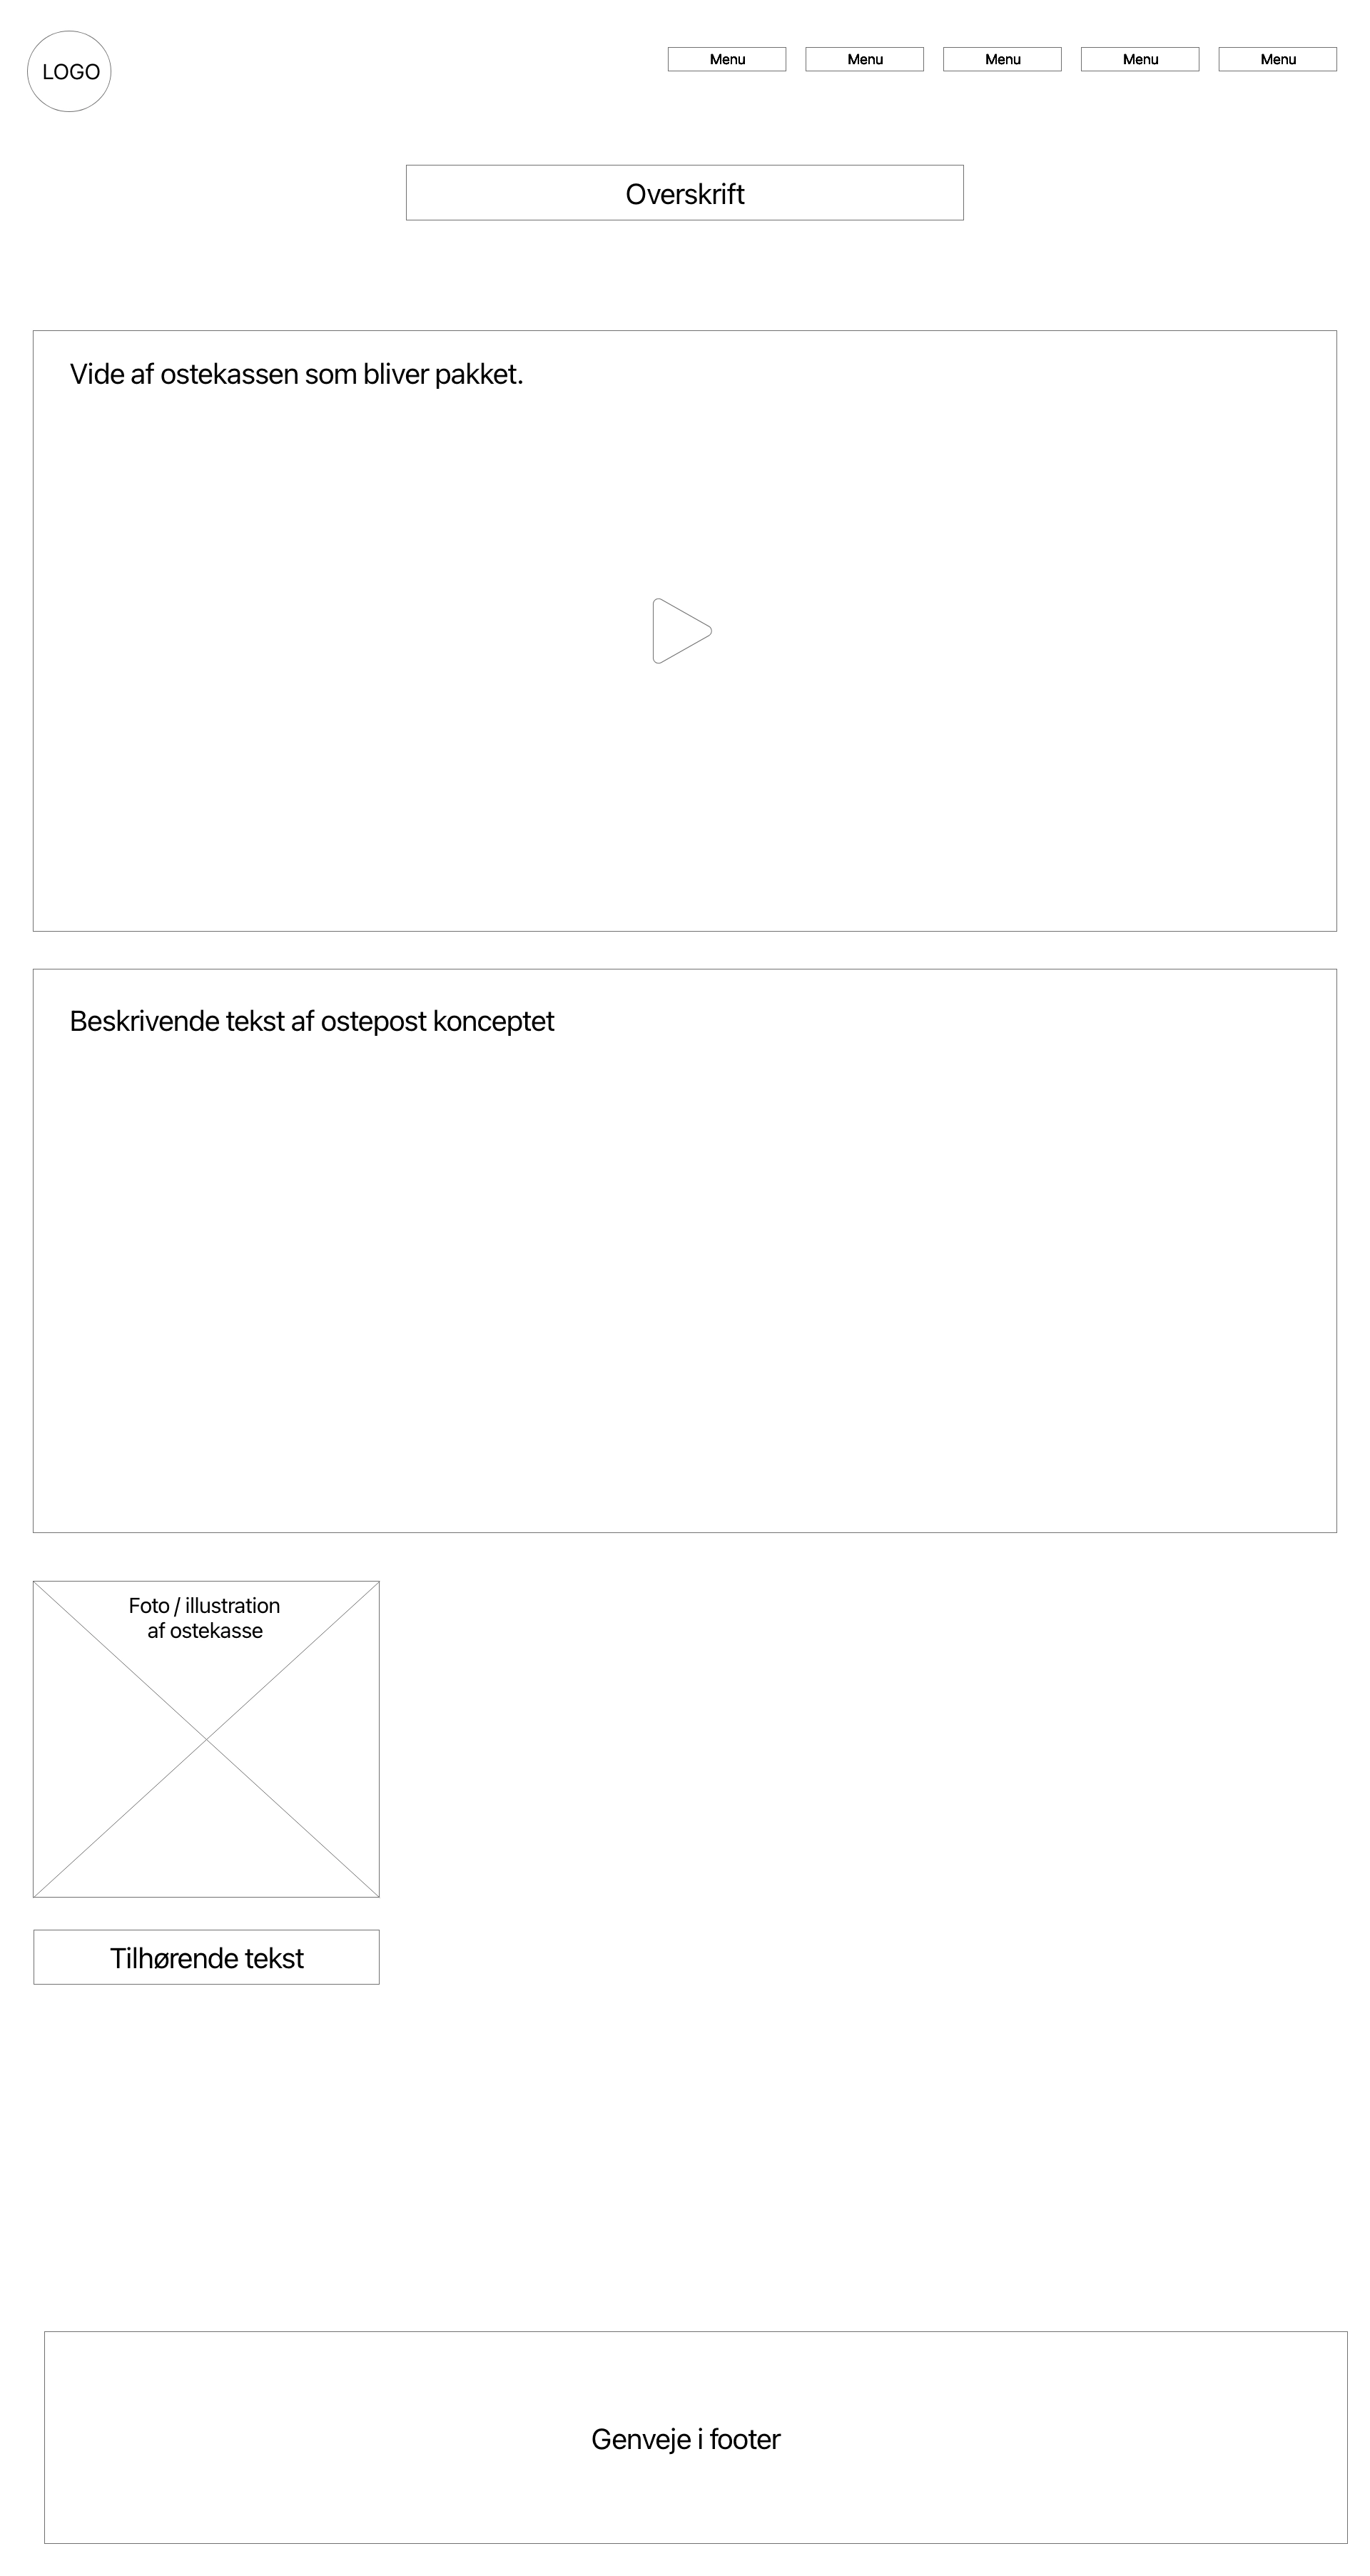 LOGO
Menu
Menu
Menu
Menu
Menu
Overskrift
Vide af ostekassen som bliver pakket.
Beskrivende tekst af ostepost konceptet
Foto / illustration
af ostekasse
Tilhørende tekst
Genveje i footer